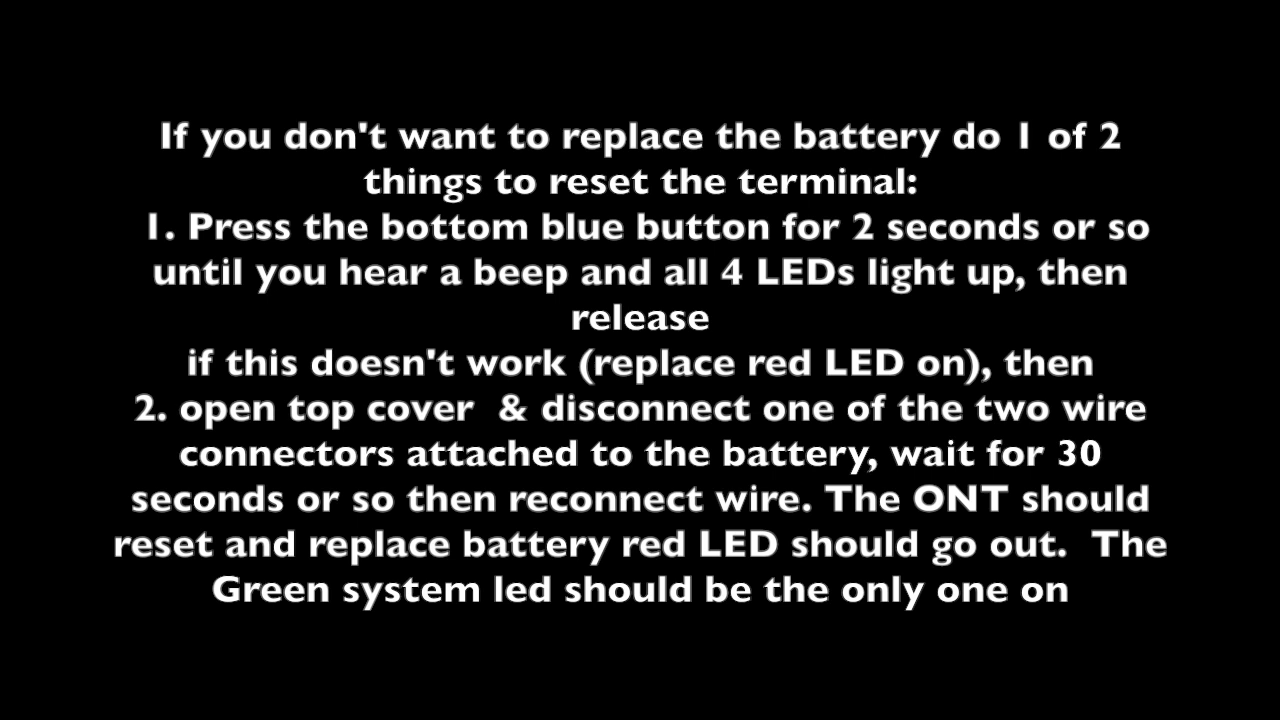 If you don't want to replace the battery do 1 of 2
things to reset the terminal:
1. Press the bottom blue button for 2 seconds or so
until you hear a beep and all 4 LEDs light up, then
release
if this doesn't work (replace red LED on), then
2. open top cover  & disconnect one of the two wire
connectors attached to the battery, wait for 30
seconds or so then reconnect wire. The ONT should
reset and replace battery red LED should go out.  The
Green system led should be the only one on